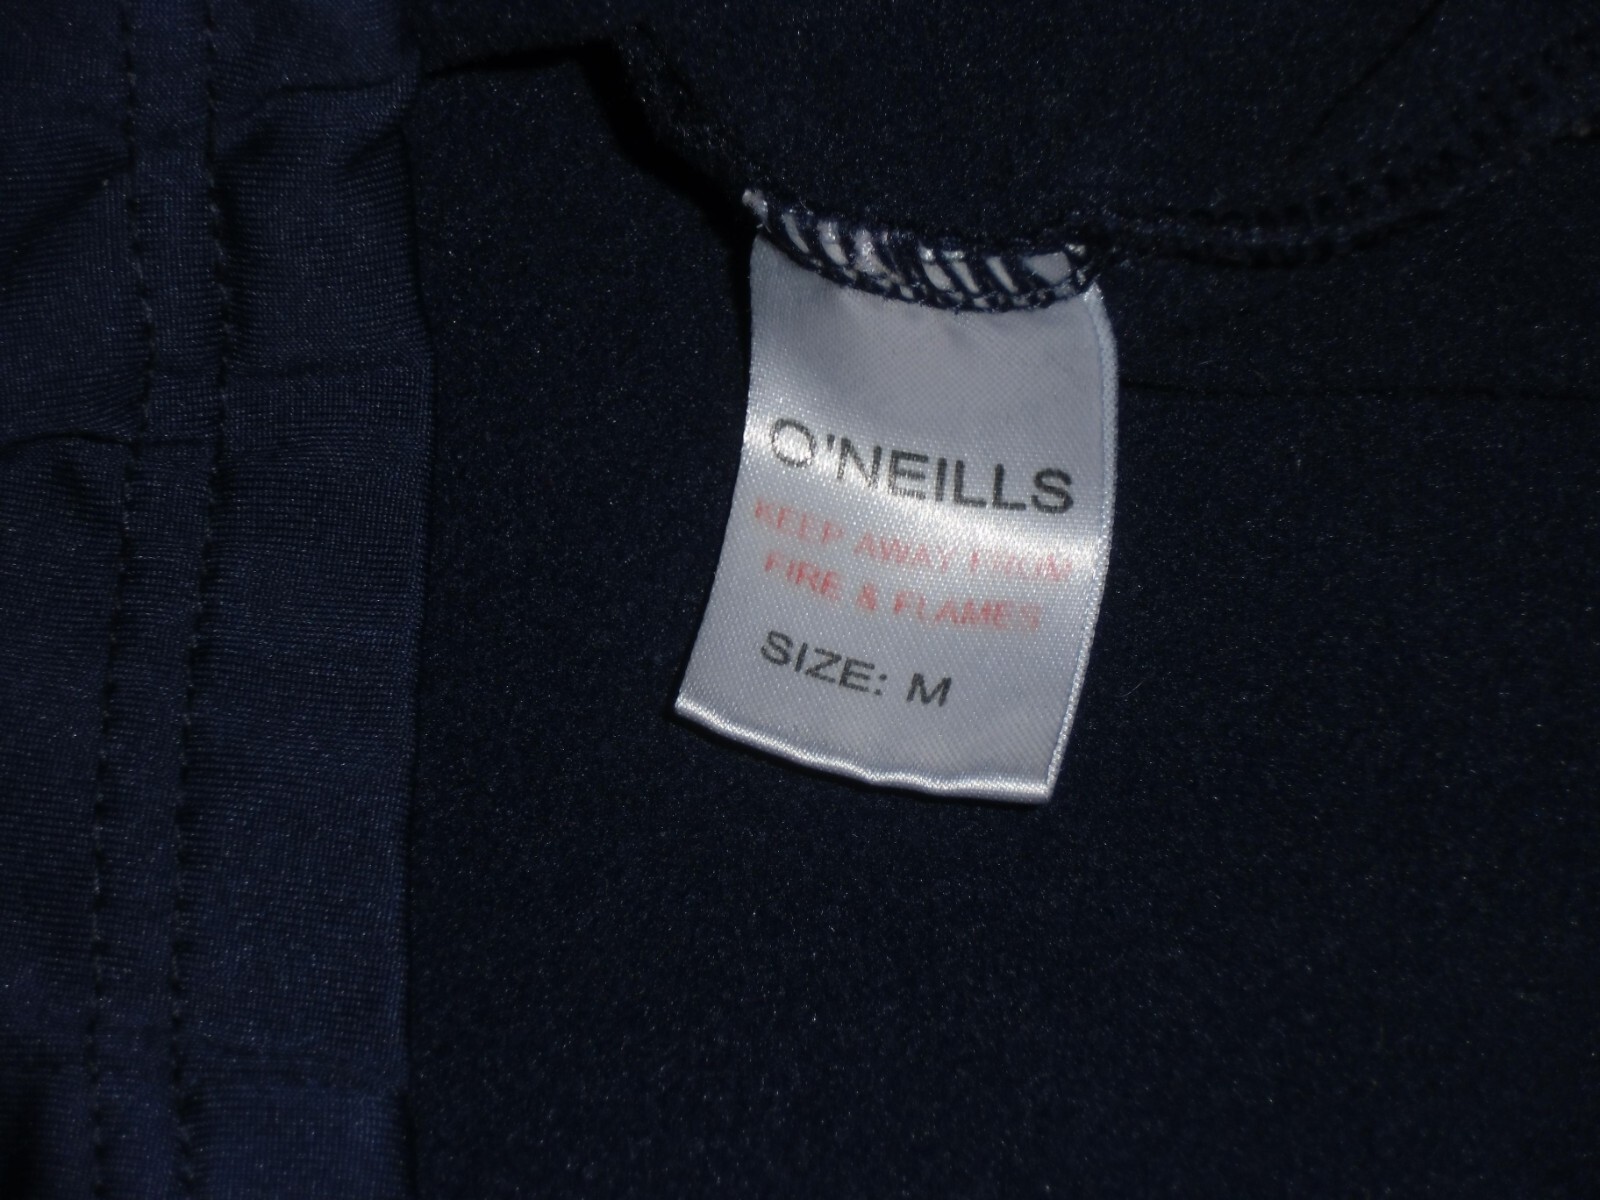 O'NEILLS
KEEP AWAY FROM
FIRE & FLAMES
SIZE: M